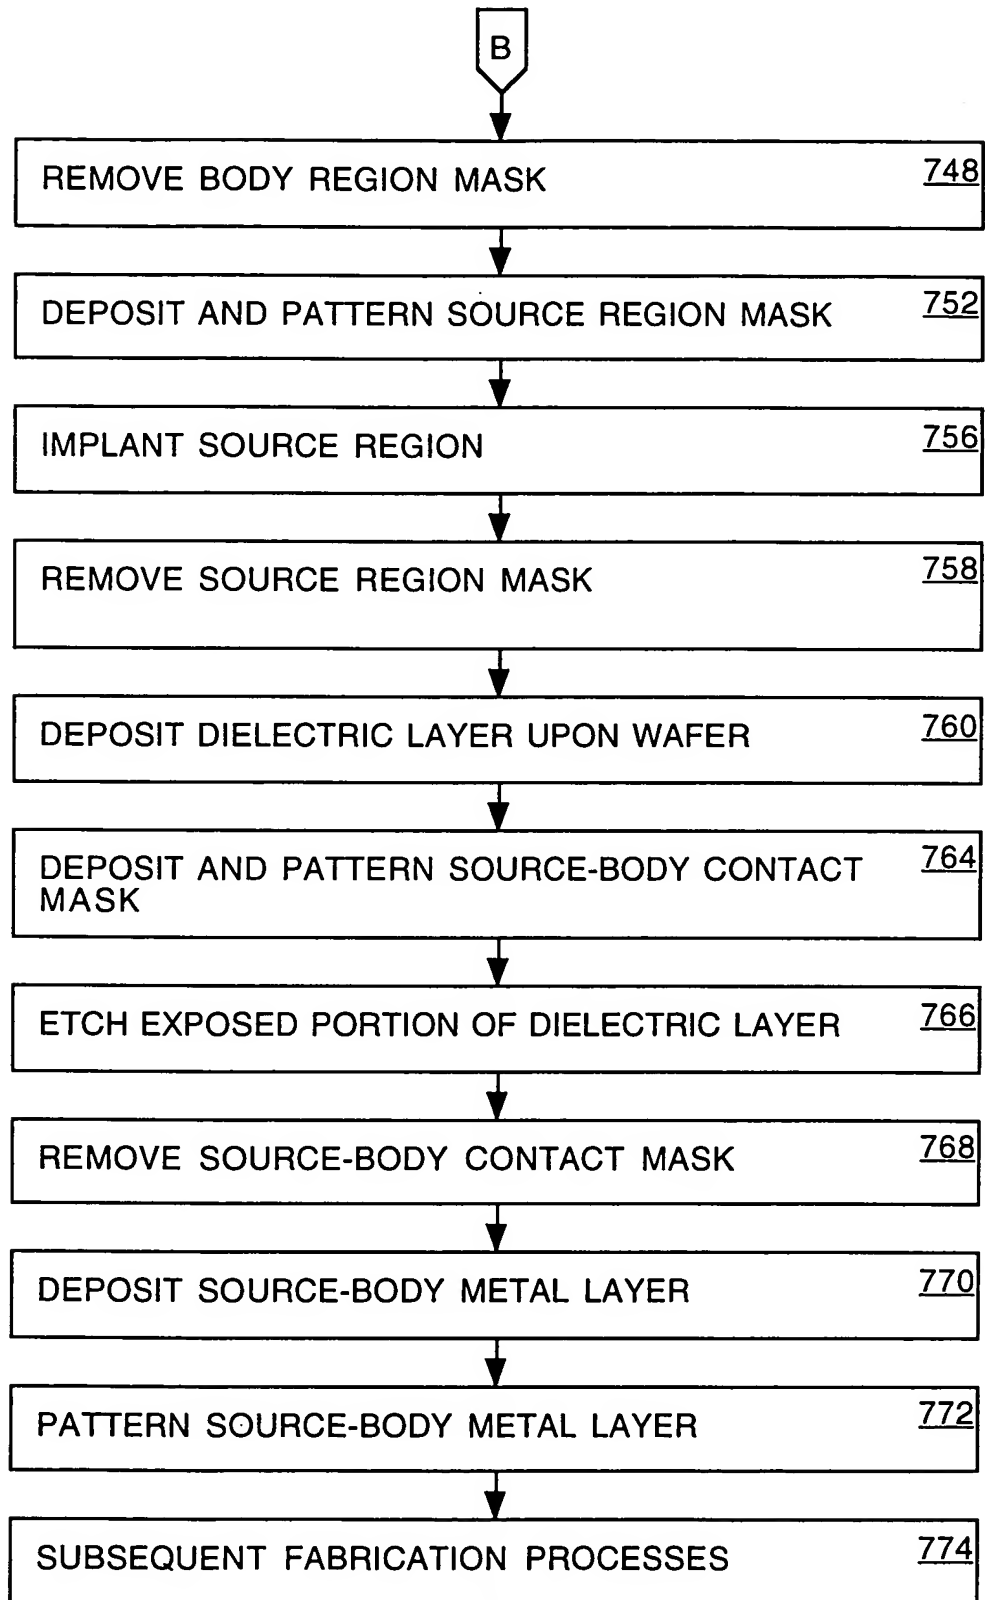 B
REMOVE BODY REGION MASK 748
DEPOSIT AND PATTERN SOURCE REGION MASK 752
IMPLANT SOURCE REGION 756
REMOVE SOURCE REGION MASK 758
DEPOSIT DIELECTRIC LAYER UPON WAFER 760
DEPOSIT AND PATTERN SOURCE-BODY CONTACT 764
MASK
ETCH EXPOSED PORTION OF DIELECTRIC LAYER 766
REMOVE SOURCE-BODY CONTACT MASK 768
DEPOSIT SOURCE-BODY METAL LAYER 770
PATTERN SOURCE-BODY METAL LAYER 772
SUBSEQUENT FABRICATION PROCESSES 774